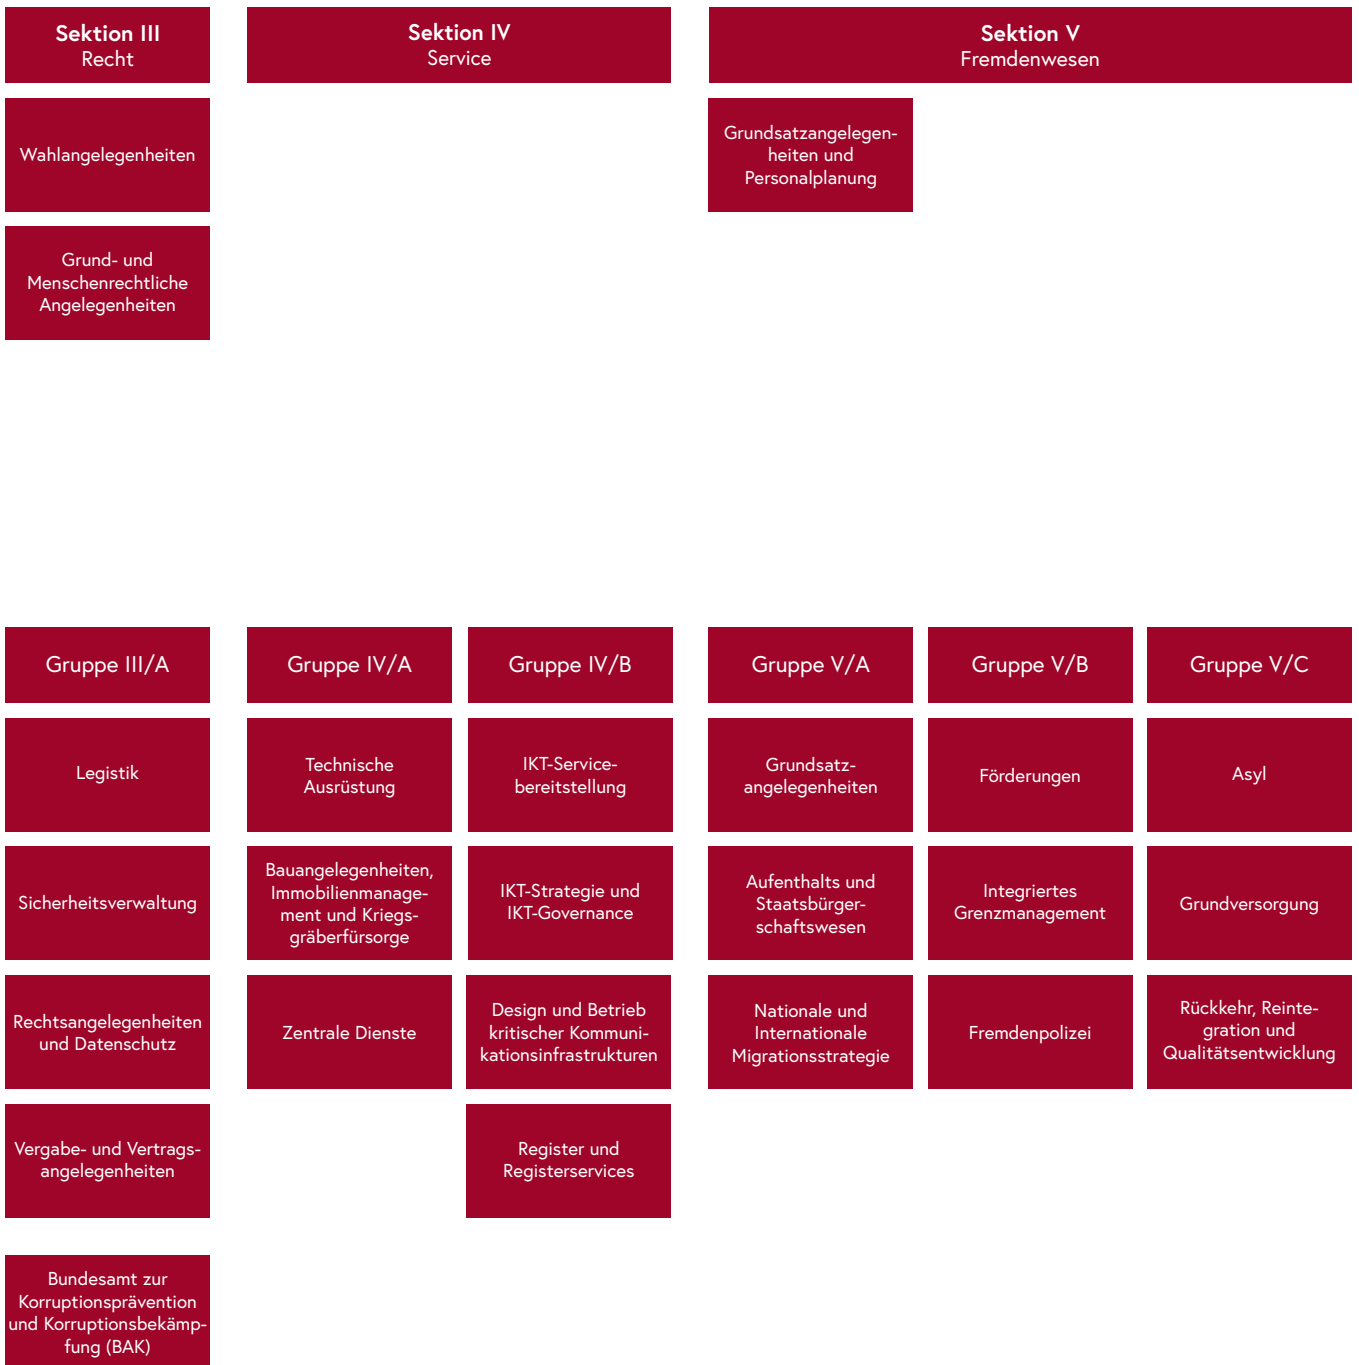 Sektion III
Recht
Wahlangelegenheiten
Grund- und
Menschenrechtliche
Angelegenheiten
Sektion IV
Service
Sektion V
Fremdenwesen
Grundsatzangelegen-
heiten und
Personalplanung
Gruppe III/A
Legistik
Sicherheitsverwaltung
Rechtsangelegenheiten
und Datenschutz
Vergabe- und Vertrags-
angelegenheiten
Bundesamt zur
Korruptionsprävention
und Korruptionsbekämp-
fung (BAK)
Gruppe IV/A
Technische
Ausrüstung
Bauangelegenheiten,
Immobilienmanage-
ment und Kriegs-
gräberfürsorge
Zentrale Dienste
Gruppe IV/B
IKT-Service-
bereitstellung
IKT-Strategie und
IKT-Governance
Design und Betrieb
kritischer Kommuni-
kationsinfrastrukturen
Register und
Registerservices
Gruppe V/A
Grundsatz-
angelegenheiten
Aufenthalts und
Staatsbürger-
schaftswesen
Nationale und
Internationale
Migrationsstrategie
Gruppe V/B
Förderungen
Integriertes
Grenzmanagement
Fremdenpolizei
Gruppe V/C
Asyl
Grundversorgung
Rückkehr, Reinte-
gration und
Qualitätsentwicklung